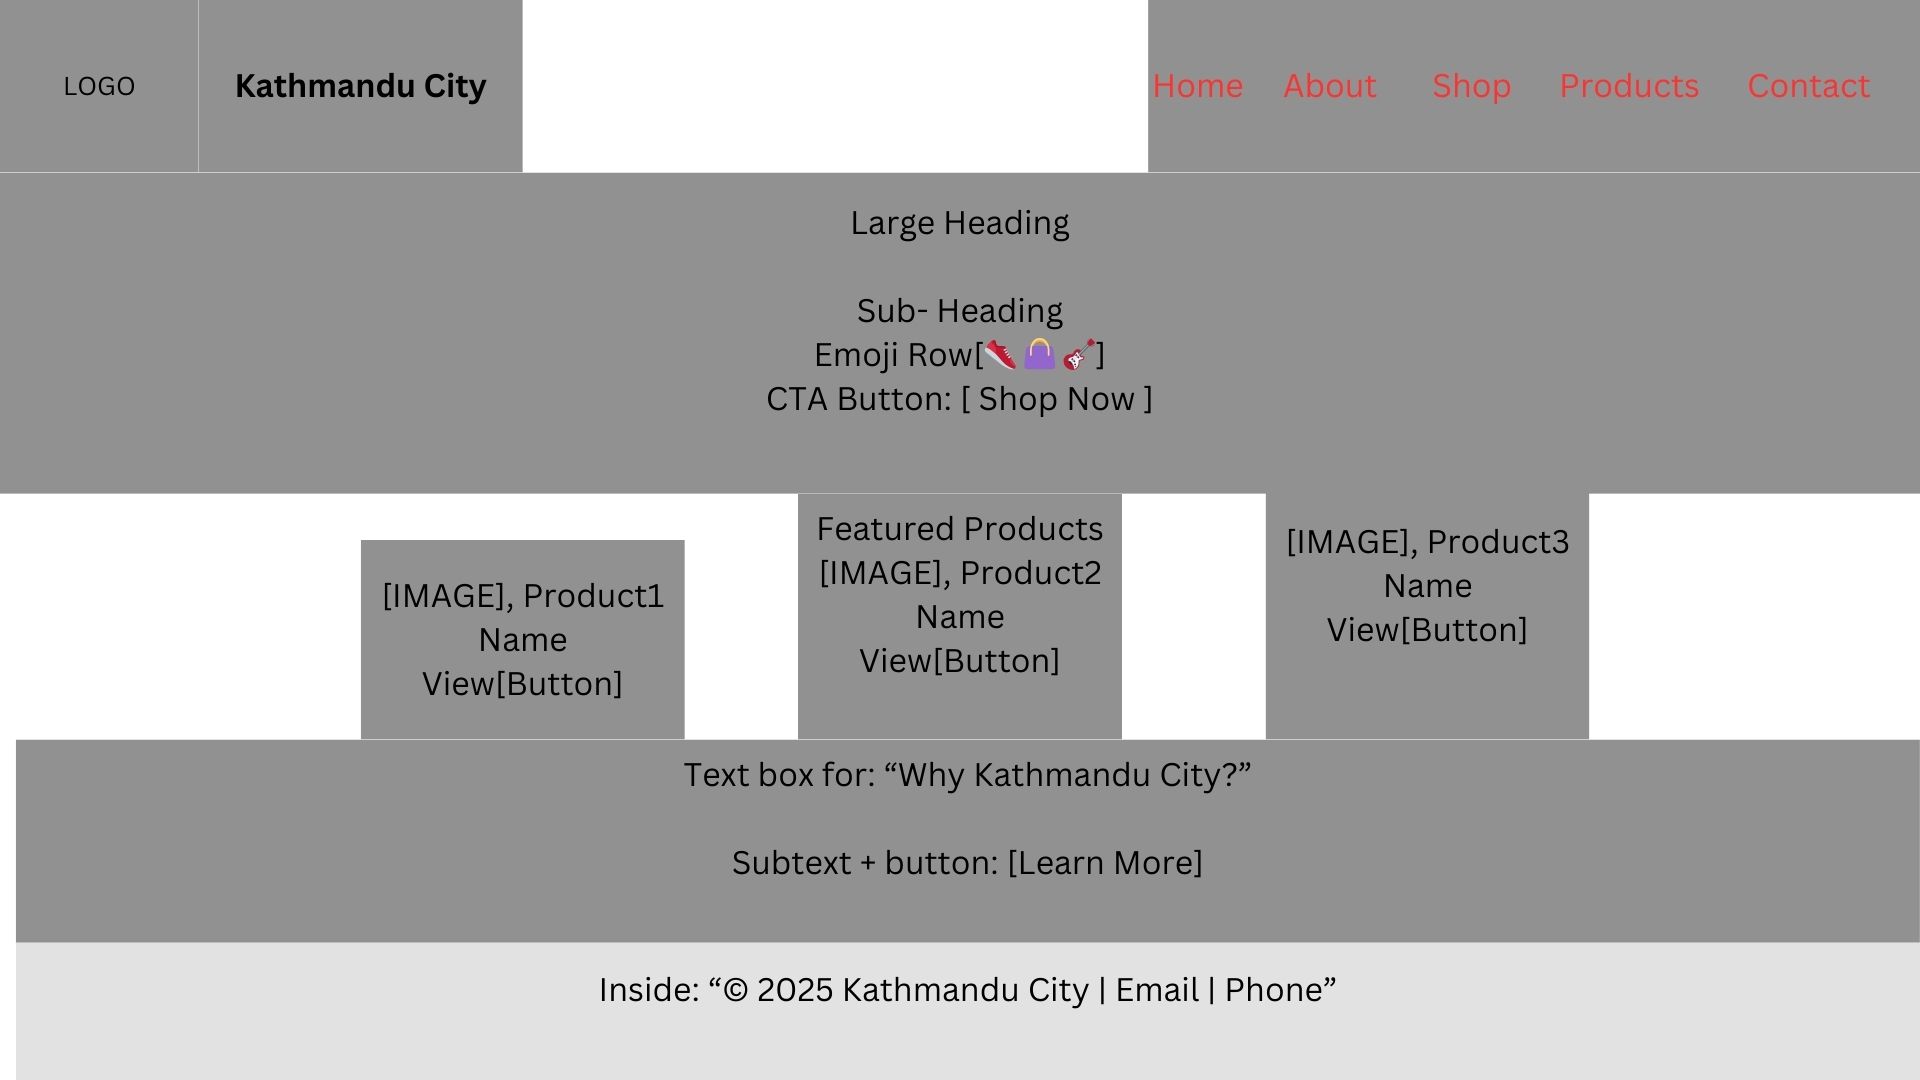 LOGO
Kathmandu City
Home About Shop Products Contact
Large Heading
Sub- Heading
Emoji Row[👟👜🎸]
CTA Button: [ Shop Now ]
[IMAGE], Product1
Name
View[Button]
Featured Products
[IMAGE], Product2
Name
View[Button]
[IMAGE], Product3
Name
View[Button]
Text box for: “Why Kathmandu City?”
Subtext + button: [Learn More]
Inside: “© 2025 Kathmandu City | Email | Phone”